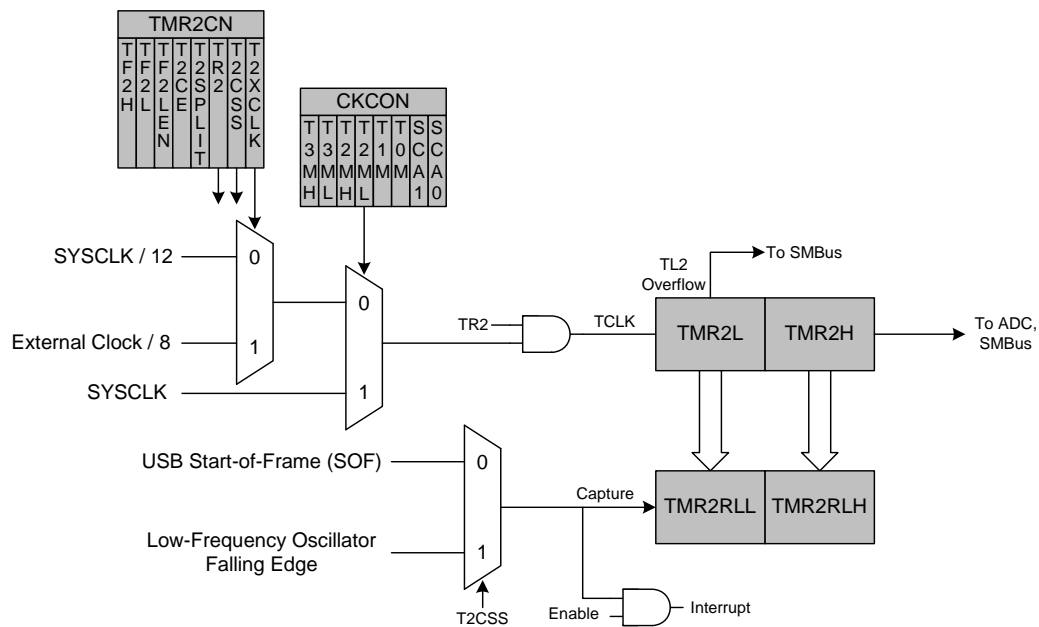 TMR2CN
TF2H
TF2L
TF2LEN
T2CE
T2SPLIT
TR2
T2CSS
T2XCLK
CKCON
T3MH
T3ML
T2MH
T2ML
T1M
T0M
SCA1
SCA0
SYSCLK / 12
0
External Clock / 8
1
SYSCLK
0
1
TR2
TCLK
TL2
Overflow
To SMBus
TMR2L
TMR2H
To ADC,
SMBus
USB Start-of-Frame (SOF)
0
Low-Frequency Oscillator
Falling Edge
1
T2CSS
Capture
TMR2RLL
TMR2RLH
Enable
Interrupt